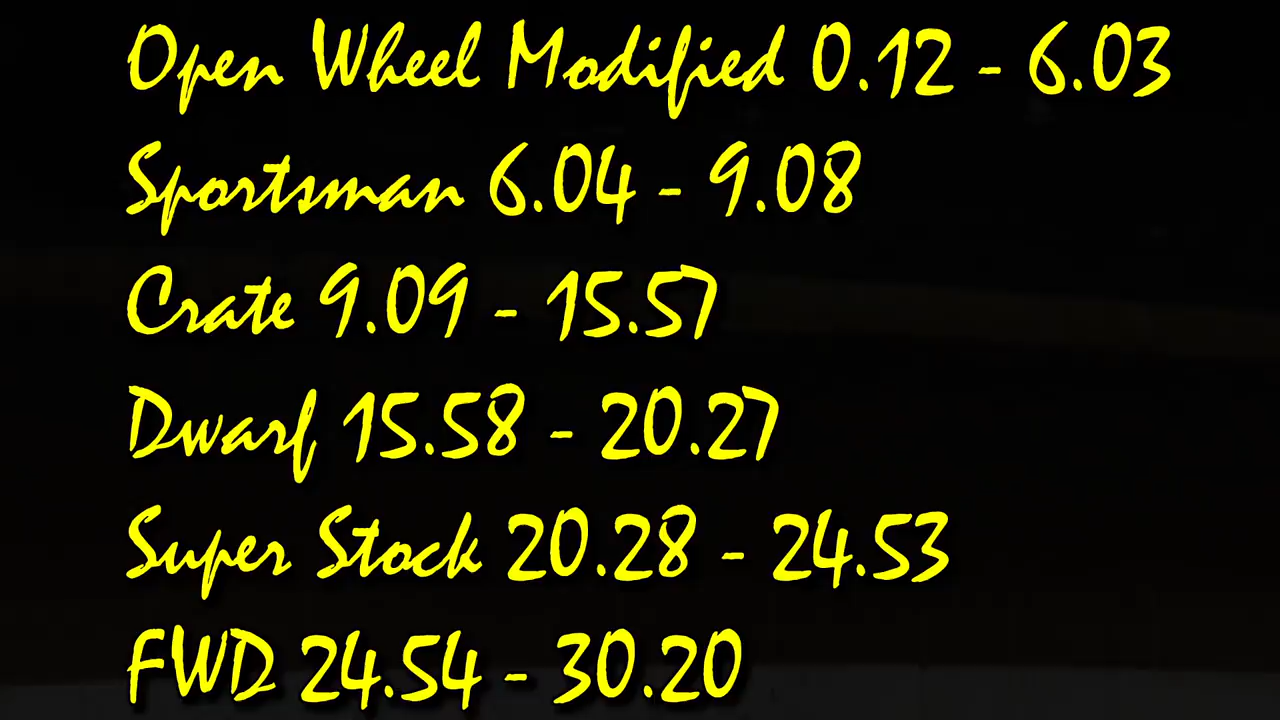 Open Wheel Modified 0.12 - 6.03
Sportsman 6.04 - 9.08
Crate 9.09 - 15.57
Dwarf 15.58 - 20.27
Super Stock 20.28 - 24.53
FWD 24.54 - 30.20